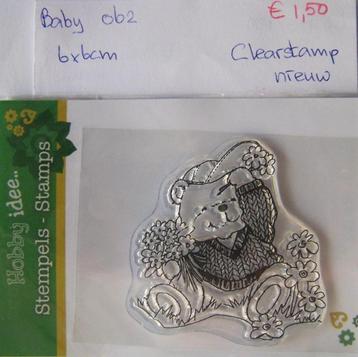 Baby 062
€1,50
6x6cm
Clearstamp
nieuw
Hobby idee..
Stempels - Stamps